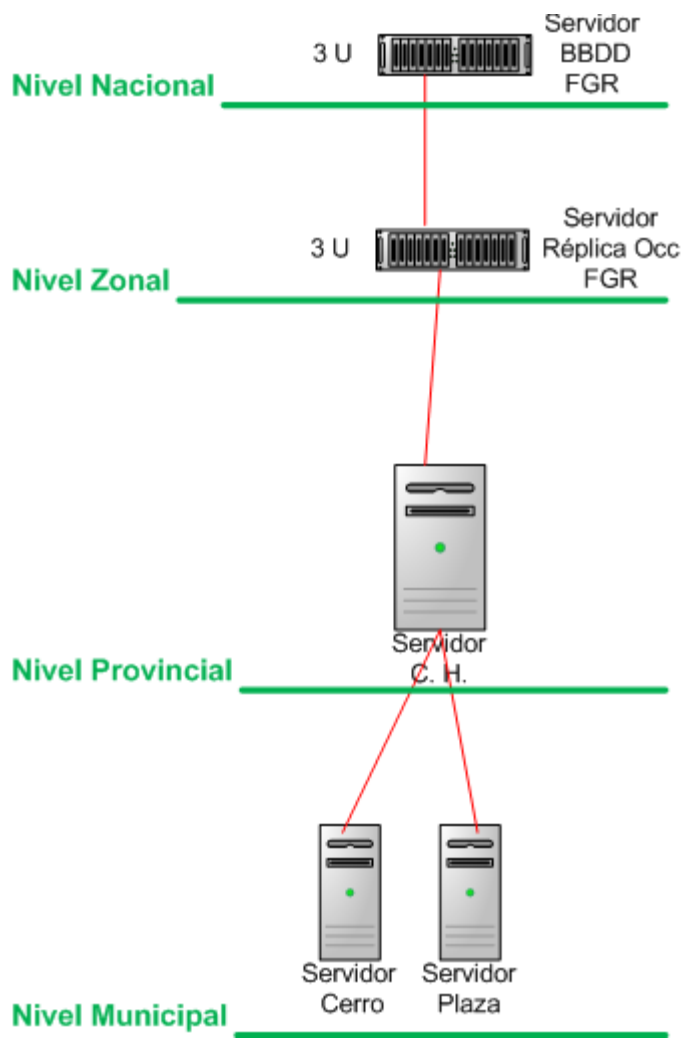 Servidor
3 U
BBDD
FGR
Nivel Nacional
Servidor
3 U
Réplica Occ
FGR
Nivel Zonal
Servidor
C. H.
Nivel Provincial
Servidor
Cerro
Servidor
Plaza
Nivel Municipal